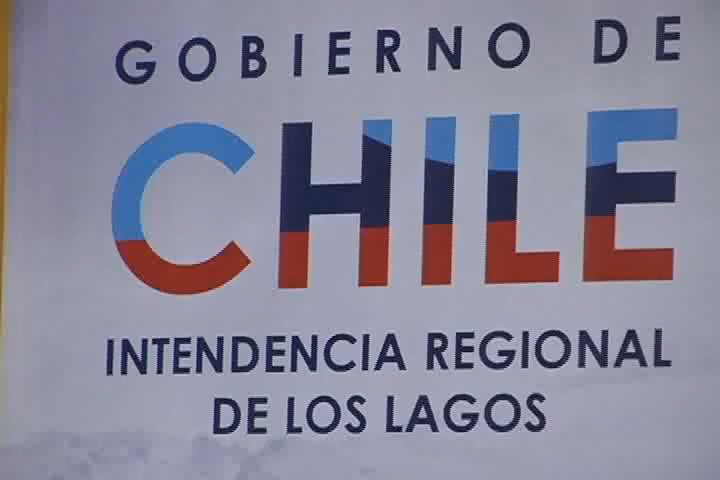 GOBIERNO DE
CHILE
INTENDENCIA REGIONAL
DE LOS LAGOS